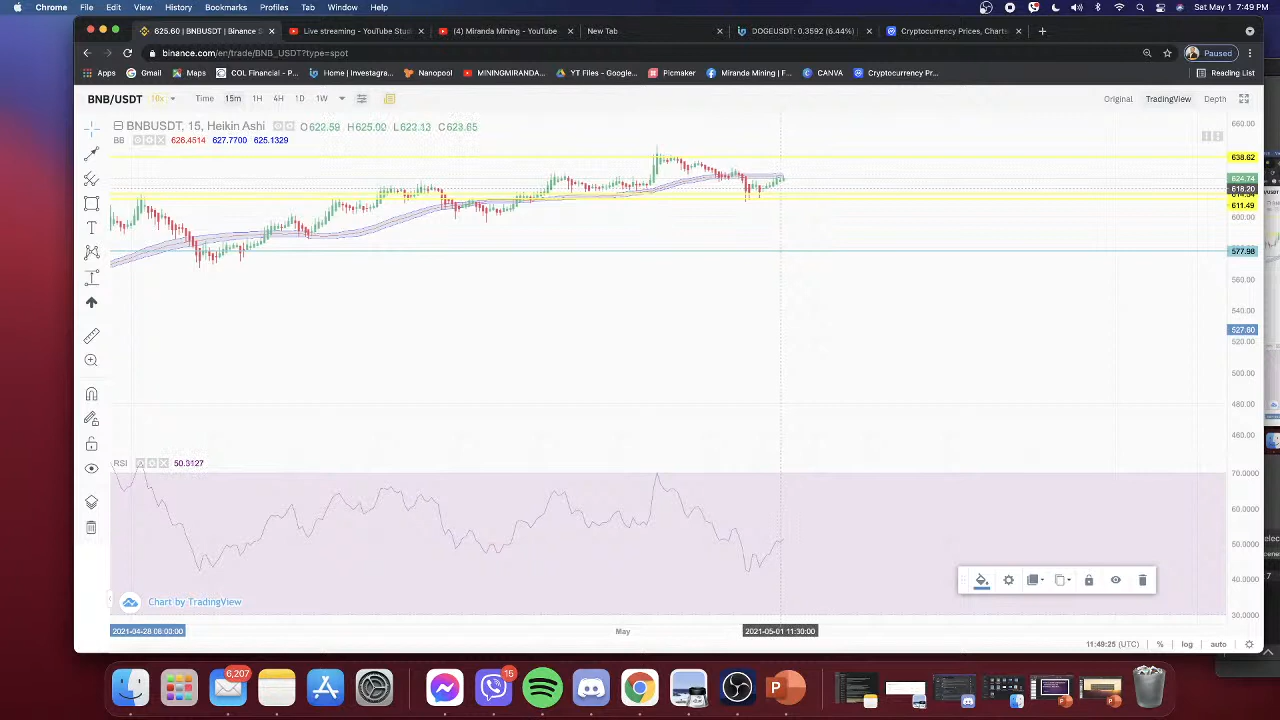 Chrome File Edit View History Bookmarks Profiles Tab Window Help
Sat May 1 7:49 PM
625.60 | BNBUSDT | Binance S
Live streaming - YouTube Stud
(4) Miranda Mining - YouTube
New Tab
DOGEUSDT: 0.3592 (6.44%) |
Cryptocurrency Prices, Charts
binance.com/en/trade/BNB_USDT?type=spot
Paused
Apps Gmail Maps COL Financial - P... Home | Investagra... Nanopool MININGMIRANDA... YT Files - Google... Picmaker Miranda Mining | F... CANVA Cryptocurrency Pr... Reading List
BNB/USDT 10x Time 15m 1H 4H 1D 1W Original TradingView Depth
BNBUSDT, 15, Heikin Ashi O622.59 H625.00 L622.13 C623.65
BB 626.4514 627.7700 625.1329
660.00
638.62
624.74
618.20
611.49
600.00
577.98
560.00
540.00
527.60
520.00
500.00
480.00
460.00
RSI 50.3127
70.0000
60.0000
50.0000
40.0000
30.0000
Chart by TradingView
2021-04-28 08:00:00 May 2021-05-01 11:30:00
11:49:25 (UTC) % log auto
6,207
15